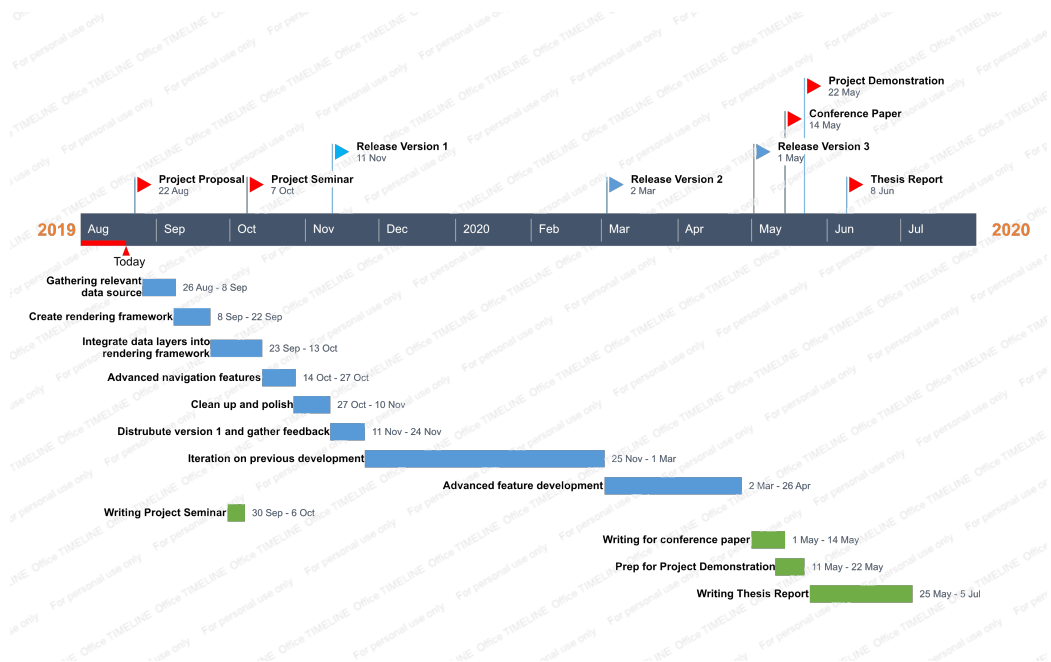 Project Demonstration
22 May
Conference Paper
14 May
Release Version 1
11 Nov
Release Version 3
1 May
Project Proposal
22 Aug
Project Seminar
7 Oct
Release Version 2
2 Mar
Thesis Report
8 Jun
2019 Aug Sep Oct Nov Dec 2020 Feb Mar Apr May Jun Jul 2020
Today
Gathering relevant
data source
26 Aug - 8 Sep
Create rendering framework
8 Sep - 22 Sep
Integrate data layers into
rendering framework
23 Sep - 13 Oct
Advanced navigation features
14 Oct - 27 Oct
Clean up and polish
27 Oct - 10 Nov
Distrubute version 1 and gather feedback
11 Nov - 24 Nov
Iteration on previous development
25 Nov - 1 Mar
Advanced feature development
2 Mar - 26 Apr
Writing Project Seminar
30 Sep - 6 Oct
Writing for conference paper
1 May - 14 May
Prep for Project Demonstration
11 May - 22 May
Writing Thesis Report
25 May - 5 Jul
For personal use only
Office TIMELINE